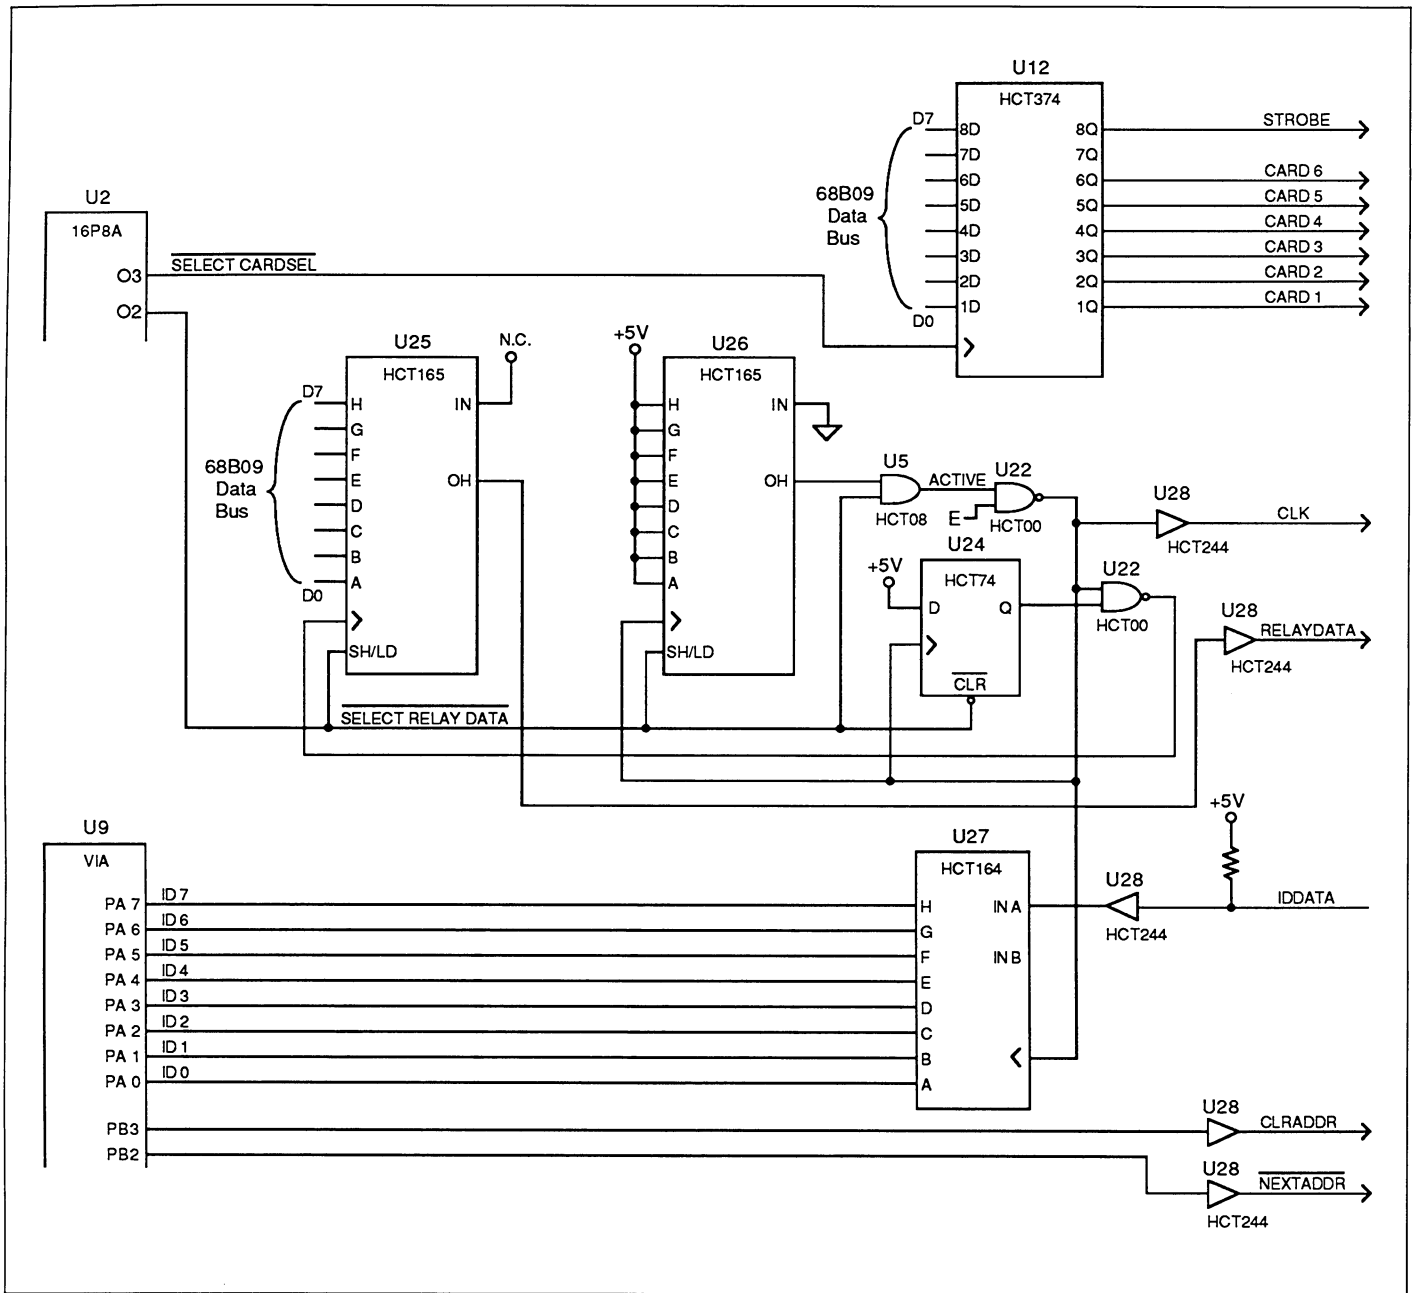 U12
HCT374
D7
8D
8Q
STROBE
7D
7Q
6D
6Q
CARD 6
5D
5Q
CARD 5
4D
4Q
CARD 4
3D
3Q
CARD 3
2D
2Q
CARD 2
D0
1D
1Q
CARD 1
68B09
Data
Bus
U2
16P8A
O3
SELECT CARDSEL
O2
U25
HCT165
N.C.
D7
H
IN
G
F
E
OH
D
C
B
D0
A
SH/LD
68B09
Data
Bus
+5V
U26
HCT165
H
IN
G
F
E
OH
D
C
B
A
SH/LD
U5
ACTIVE
HCT08
U22
E
HCT00
U28
CLK
HCT244
U24
+5V
HCT74
D
Q
CLR
U22
HCT00
U28
RELAYDATA
HCT244
SELECT RELAY DATA
U9
VIA
PA 7
ID 7
PA 6
ID 6
PA 5
ID 5
PA 4
ID 4
PA 3
ID 3
PA 2
ID 2
PA 1
ID 1
PA 0
ID 0
PB3
PB2
U27
HCT164
H
IN A
G
F
IN B
E
D
C
B
A
+5V
U28
IDDATA
HCT244
U28
CLRADDR
U28
NEXTADDR
HCT244